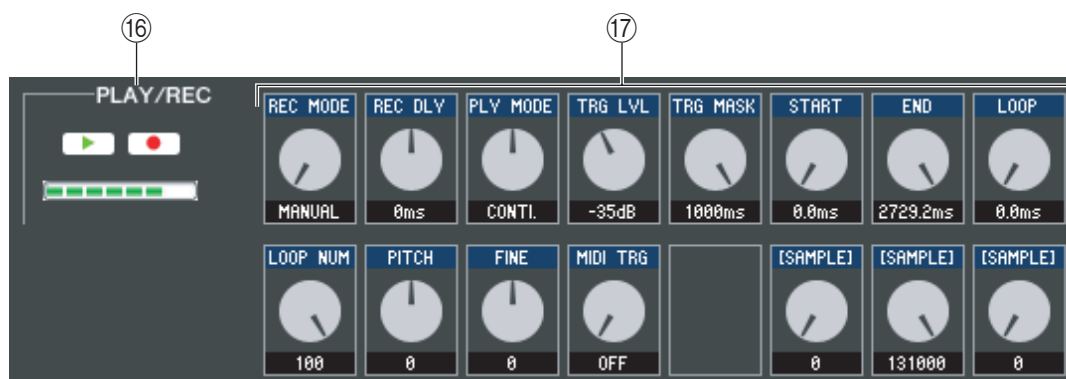 ⑯ ⑰
PLAY/REC
REC MODE REC DLY PLY MODE TRG LVL TRG MASK START END LOOP
MANUAL 0ms CONTI. -35dB 1000ms 0.0ms 2729.2ms 0.0ms
LOOP NUM PITCH FINE MIDI TRG [SAMPLE] [SAMPLE] [SAMPLE]
100 0 0 OFF 0 131000 0